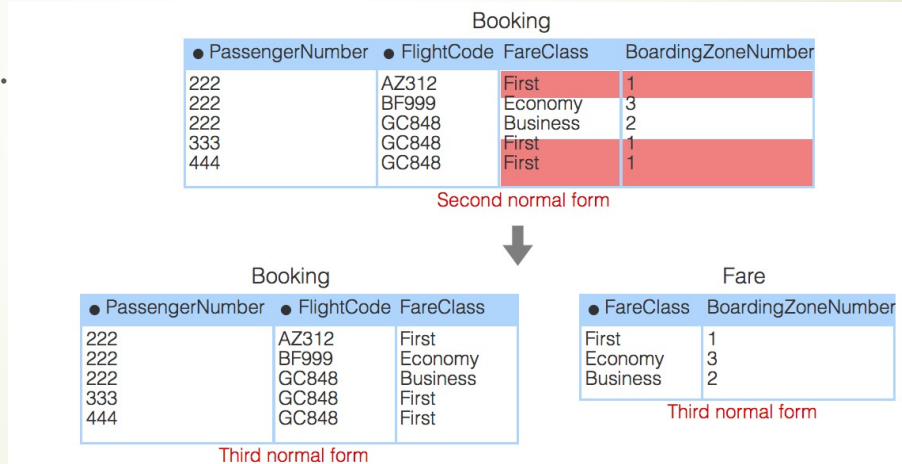 Booking
• PassengerNumber • FlightCode FareClass BoardingZoneNumber
222 AZ312 First 1
222 BF999 Economy 3
222 GC848 Business 2
333 GC848 First 1
444 GC848 First 1
Second normal form
Booking
• PassengerNumber • FlightCode FareClass
222 AZ312 First
222 BF999 Economy
222 GC848 Business
333 GC848 First
444 GC848 First
Third normal form
Fare
• FareClass BoardingZoneNumber
First 1
Economy 3
Business 2
Third normal form